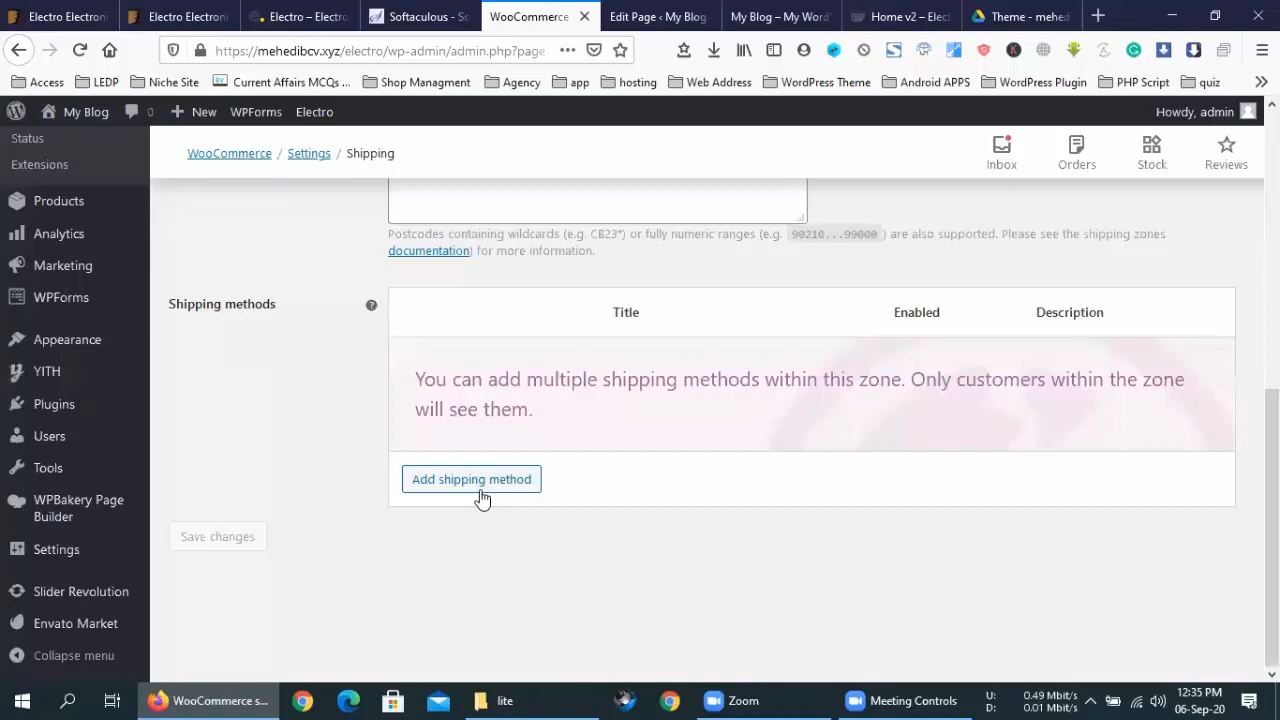 Electro Electroni
Electro Electroni
Electro – Electro
Softaculous - So
WooCommerce
Edit Page ‹ My Blog
My Blog – My Word
Home v2 – Elect
Theme - mehed
https://mehedibcv.xyz/electro/wp-admin/admin.php?page
Access
LEDP
Niche Site
Current Affairs MCQs ...
Shop Managment
Agency
app
hosting
Web Address
WordPress Theme
Android APPS
WordPress Plugin
PHP Script
quiz
My Blog
0
New
WPForms
Electro
Howdy, admin
Status
Extensions
Products
Analytics
Marketing
WPForms
Appearance
YITH
Plugins
Users
Tools
WPBakery Page
Builder
Settings
Slider Revolution
Envato Market
Collapse menu
WooCommerce / Settings / Shipping
Inbox
Orders
Stock
Reviews
Postcodes containing wildcards (e.g. CB23*) or fully numeric ranges (e.g. 90210...99000 ) are also supported. Please see the shipping zones
documentation) for more information.
Shipping methods
Title
Enabled
Description
You can add multiple shipping methods within this zone. Only customers within the zone
will see them.
Add shipping method
Save changes
WooCommerce s...
lite
Zoom
Meeting Controls
U: 0.49 Mbit/s
D: 0.01 Mbit/s
12:35 PM
06-Sep-20